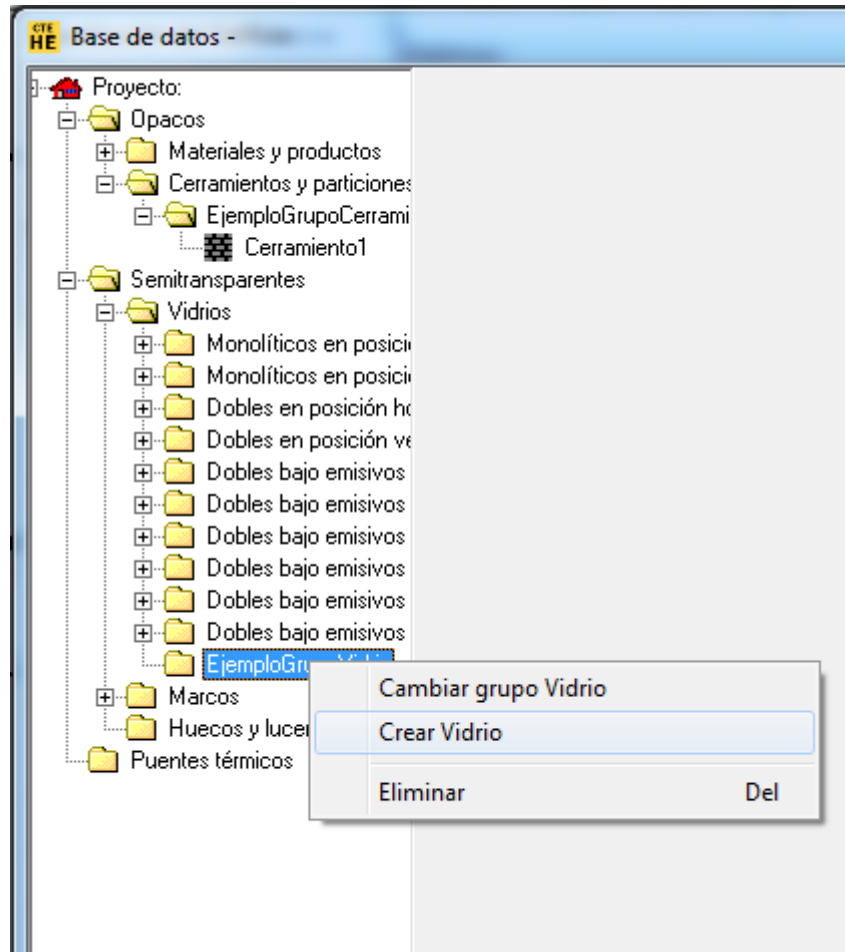 CTE
HE Base de datos -
Proyecto:
Opacos
Materiales y productos
Cerramientos y particiones
EjemploGrupoCerrami
Cerramiento1
Semitransparentes
Vidrios
Monolíticos en posici
Monolíticos en posici
Dobles en posición ho
Dobles en posición ve
Dobles bajo emisivos
Dobles bajo emisivos
Dobles bajo emisivos
Dobles bajo emisivos
Dobles bajo emisivos
Dobles bajo emisivos
EjemploGrupoVidrio
Marcos
Huecos y lucer
Puentes térmicos
Cambiar grupo Vidrio
Crear Vidrio
Eliminar Del